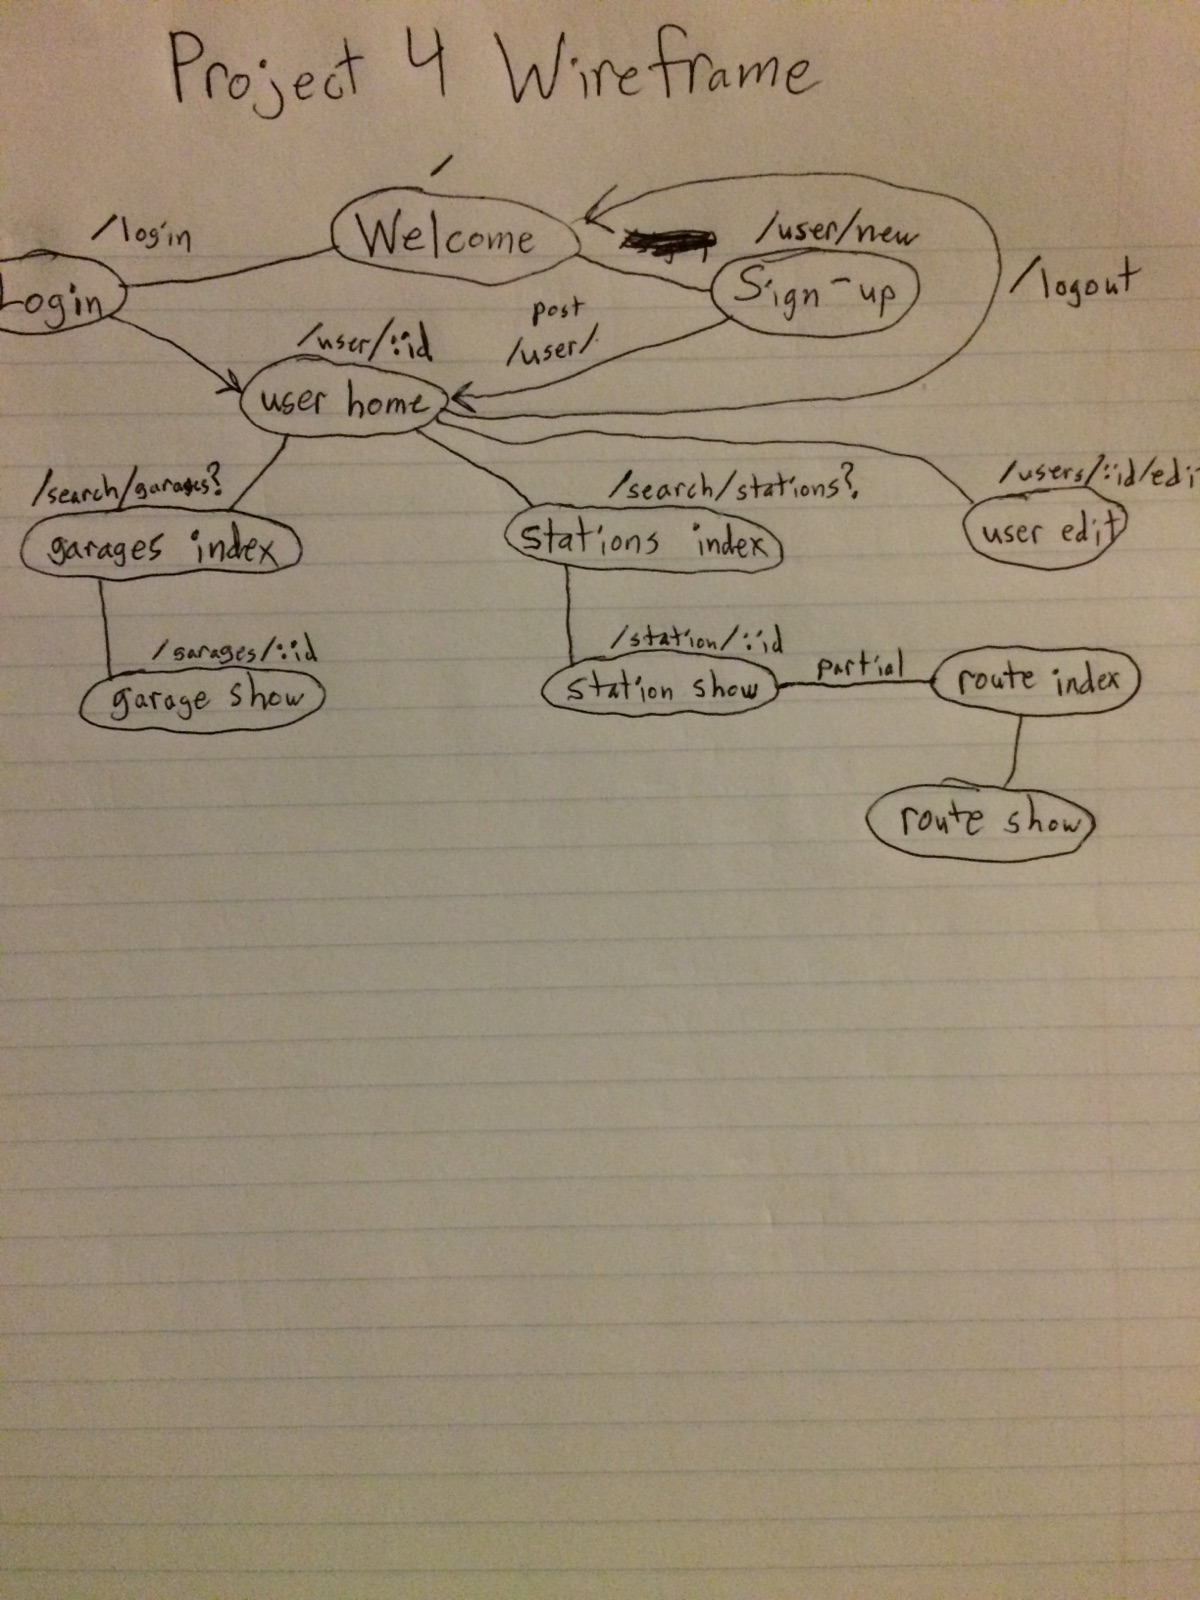 Project 4 Wireframe
/
Welcome
/login
Login
/user/new
Sign-up
/logout
post
/user/
/user/:id
user home
/search/garages?
garages index
/search/stations?
stations index
/users/:id/edi
user edit
/garages/:id
garage show
/station/:id
station show
partial
route index
route show